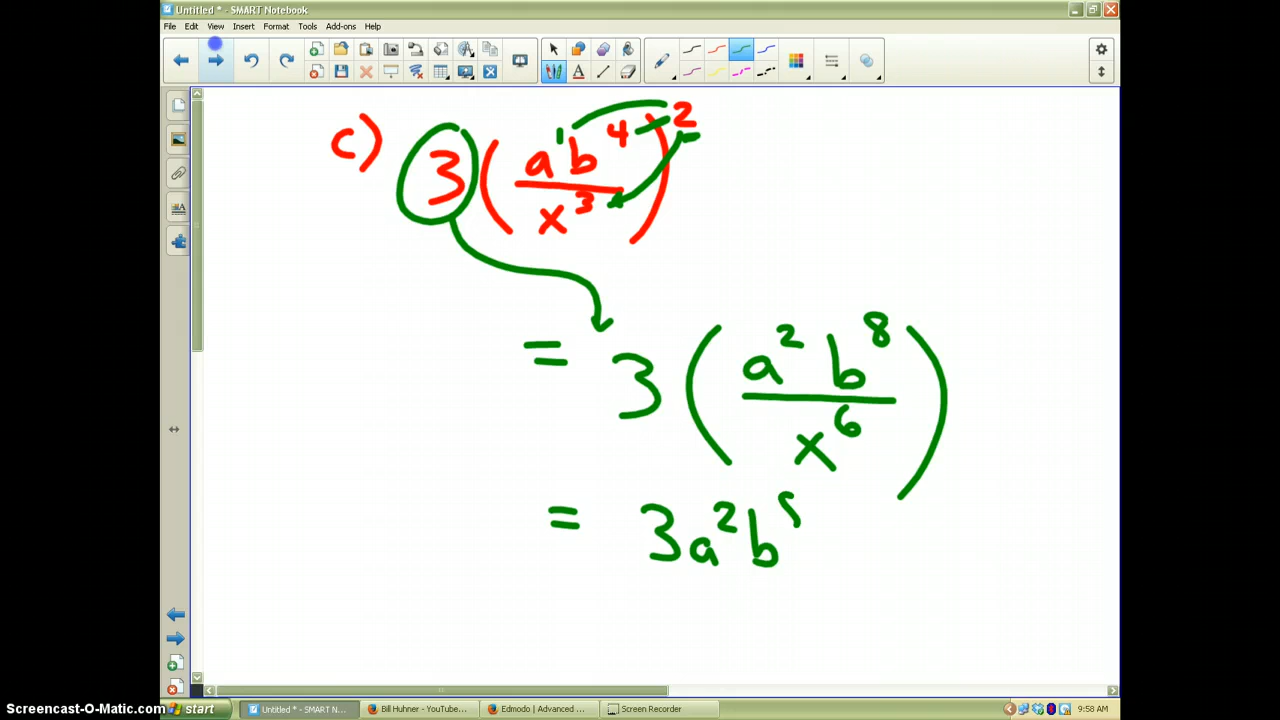 Untitled * - SMART Notebook
File Edit View Insert Format Tools Add-ons Help
c) 3(a¹b⁴/x³)²
= 3(a²b⁸/x⁶)
= 3a²b
Screencast-O-Matic.com
start Untitled * - SMART N... Bill Huhner - YouTube... Edmodo | Advanced ... Screen Recorder 9:58 AM